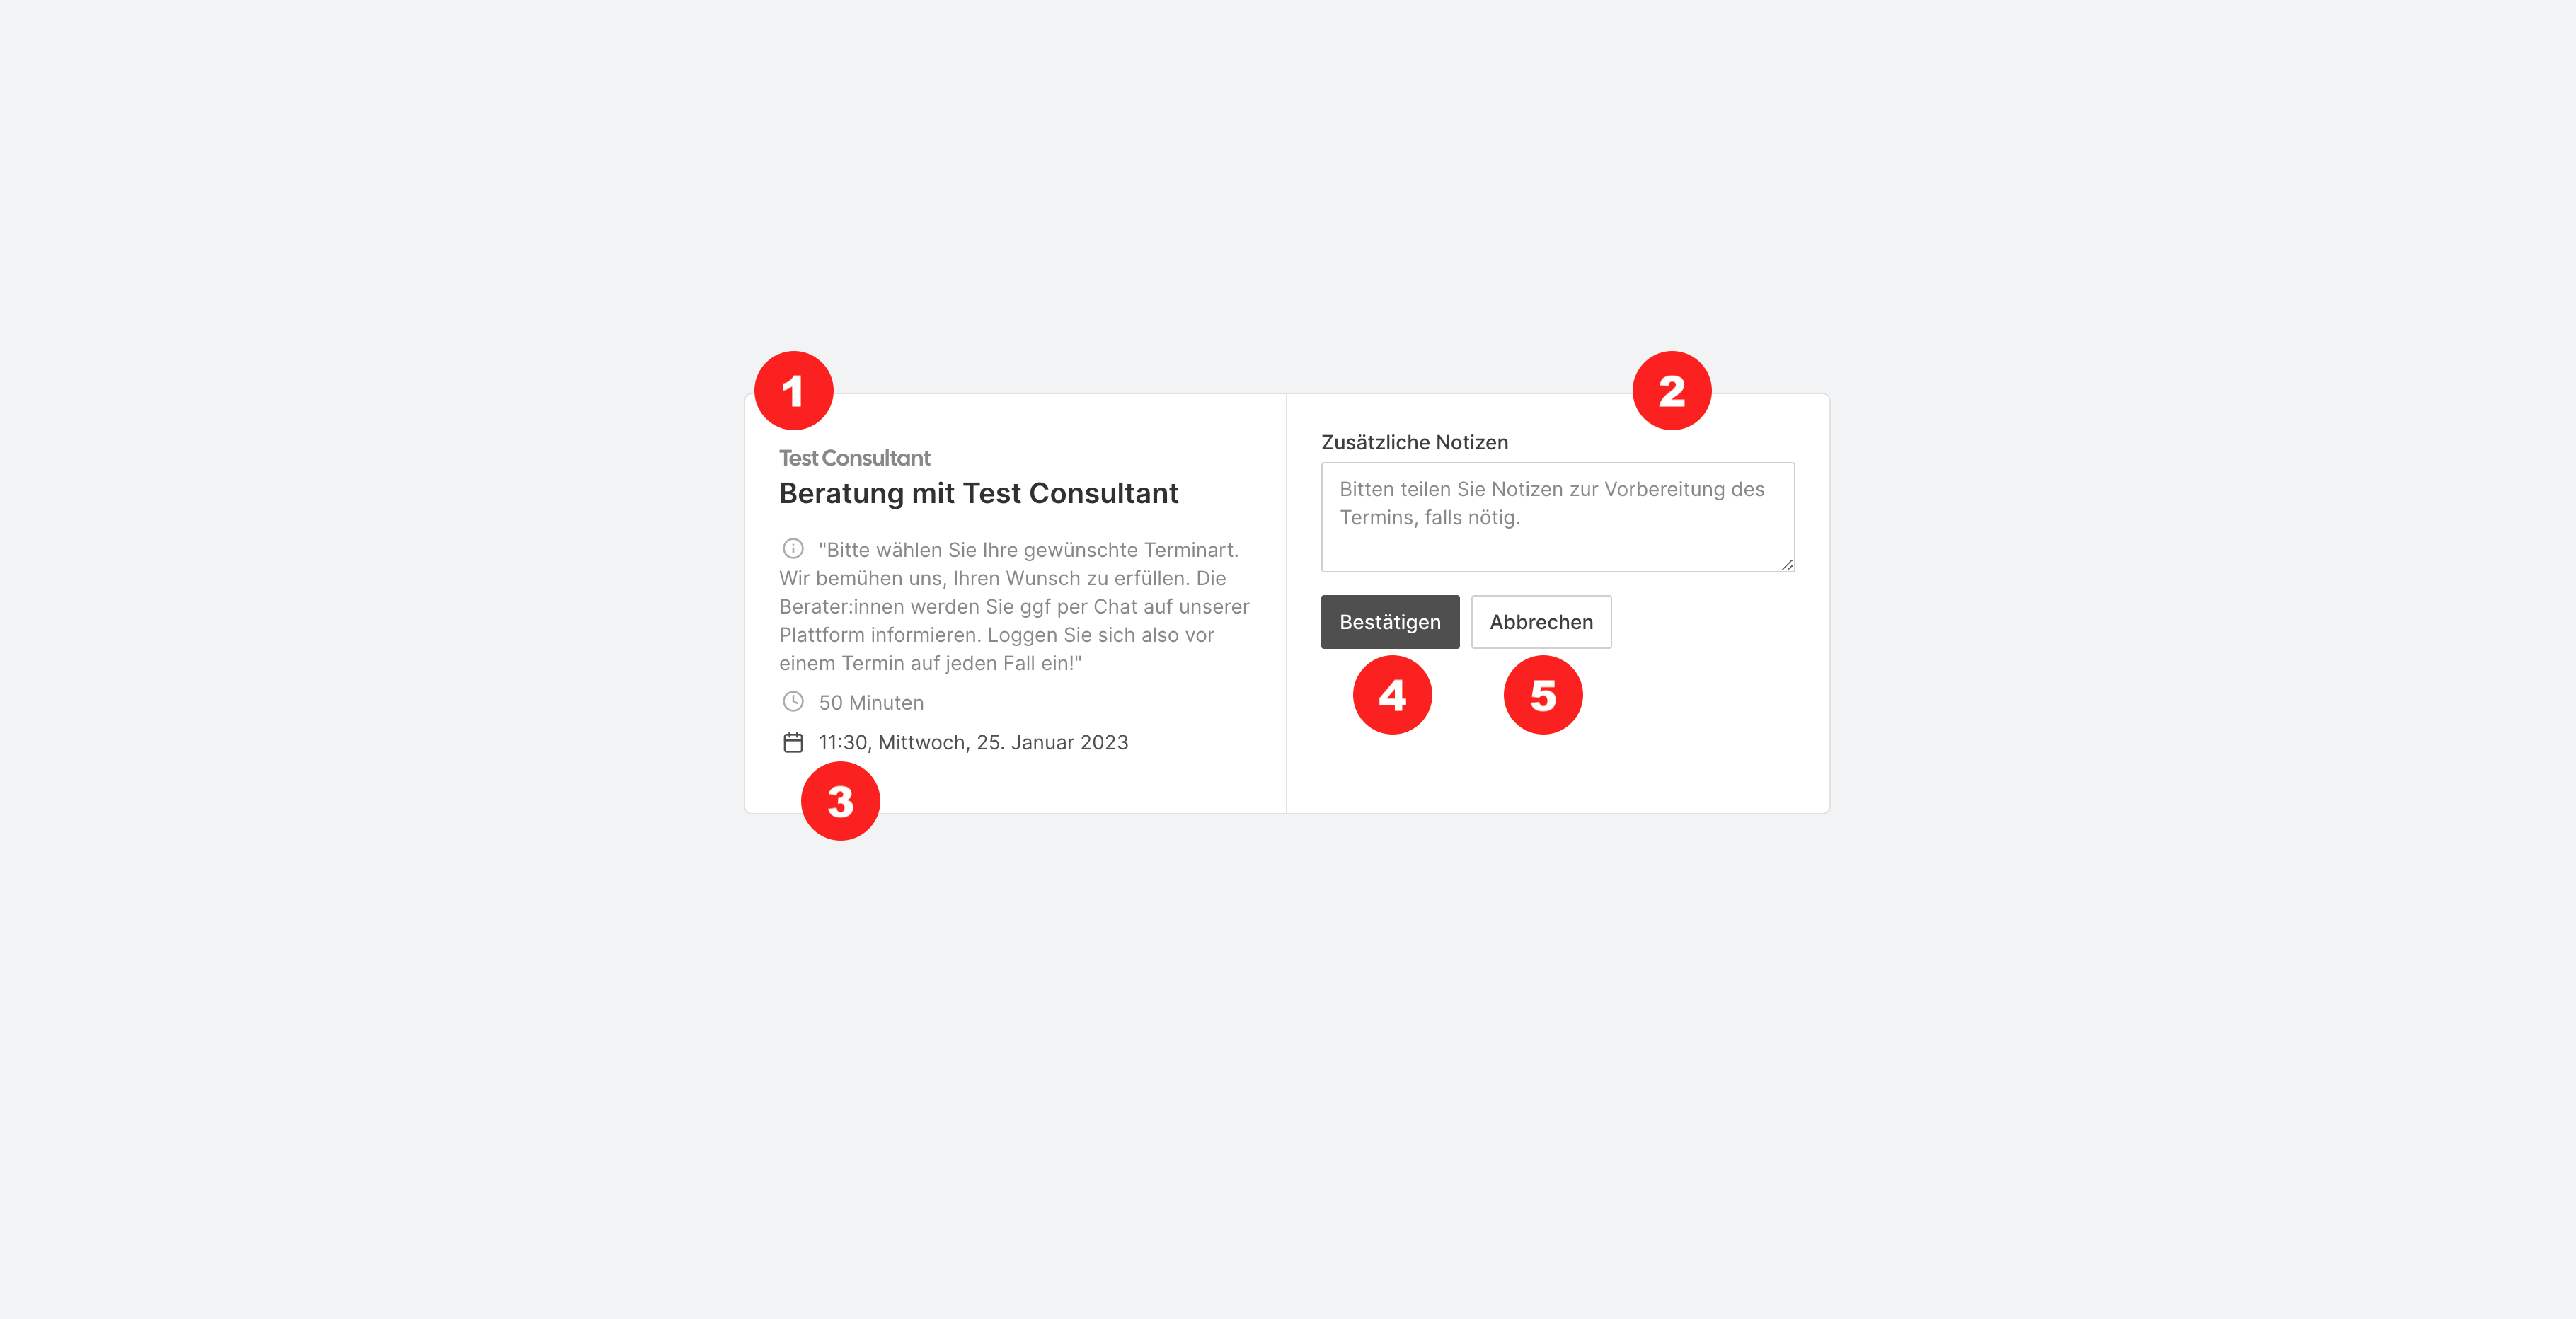 1
2
Test Consultant
Beratung mit Test Consultant
"Bitte wählen Sie Ihre gewünschte Terminart.
Wir bemühen uns, Ihren Wunsch zu erfüllen. Die
Berater:innen werden Sie ggf per Chat auf unserer
Plattform informieren. Loggen Sie sich also vor
einem Termin auf jeden Fall ein!"
50 Minuten
11:30, Mittwoch, 25. Januar 2023
3
Zusätzliche Notizen
Bitten teilen Sie Notizen zur Vorbereitung des
Termins, falls nötig.
Bestätigen Abbrechen
4 5